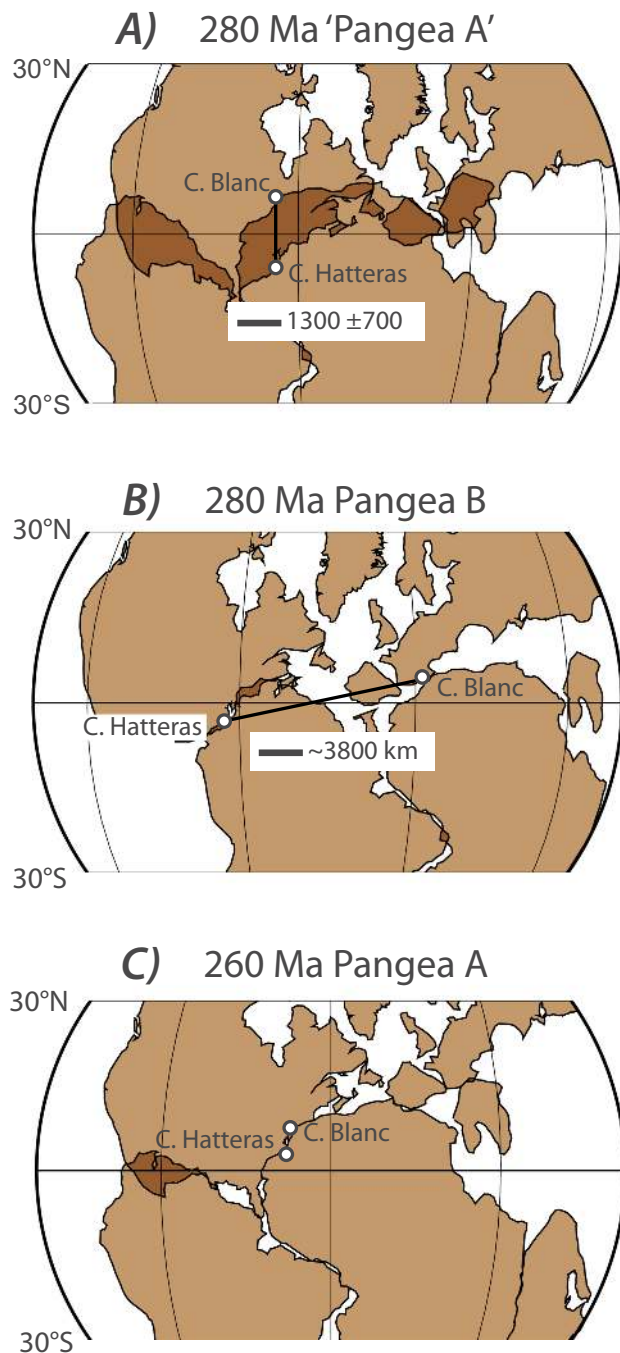 A) 280 Ma 'Pangea A'
30°N
C. Blanc
C. Hatteras
1300 ±700
30°S
B) 280 Ma Pangea B
30°N
C. Blanc
C. Hatteras
~3800 km
30°S
C) 260 Ma Pangea A
30°N
C. Hatteras C. Blanc
30°S